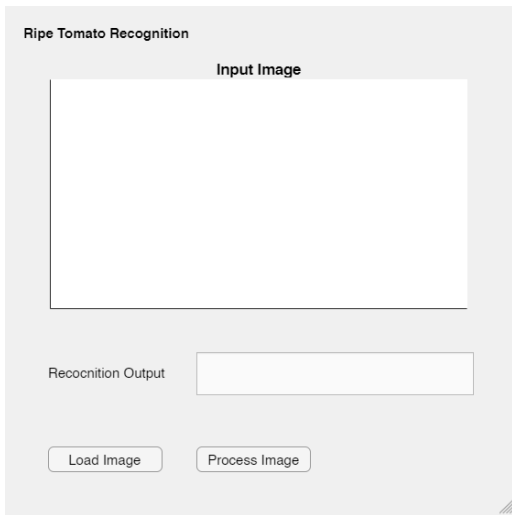 Ripe Tomato Recognition
Input Image
Recocnition Output
Load Image
Process Image